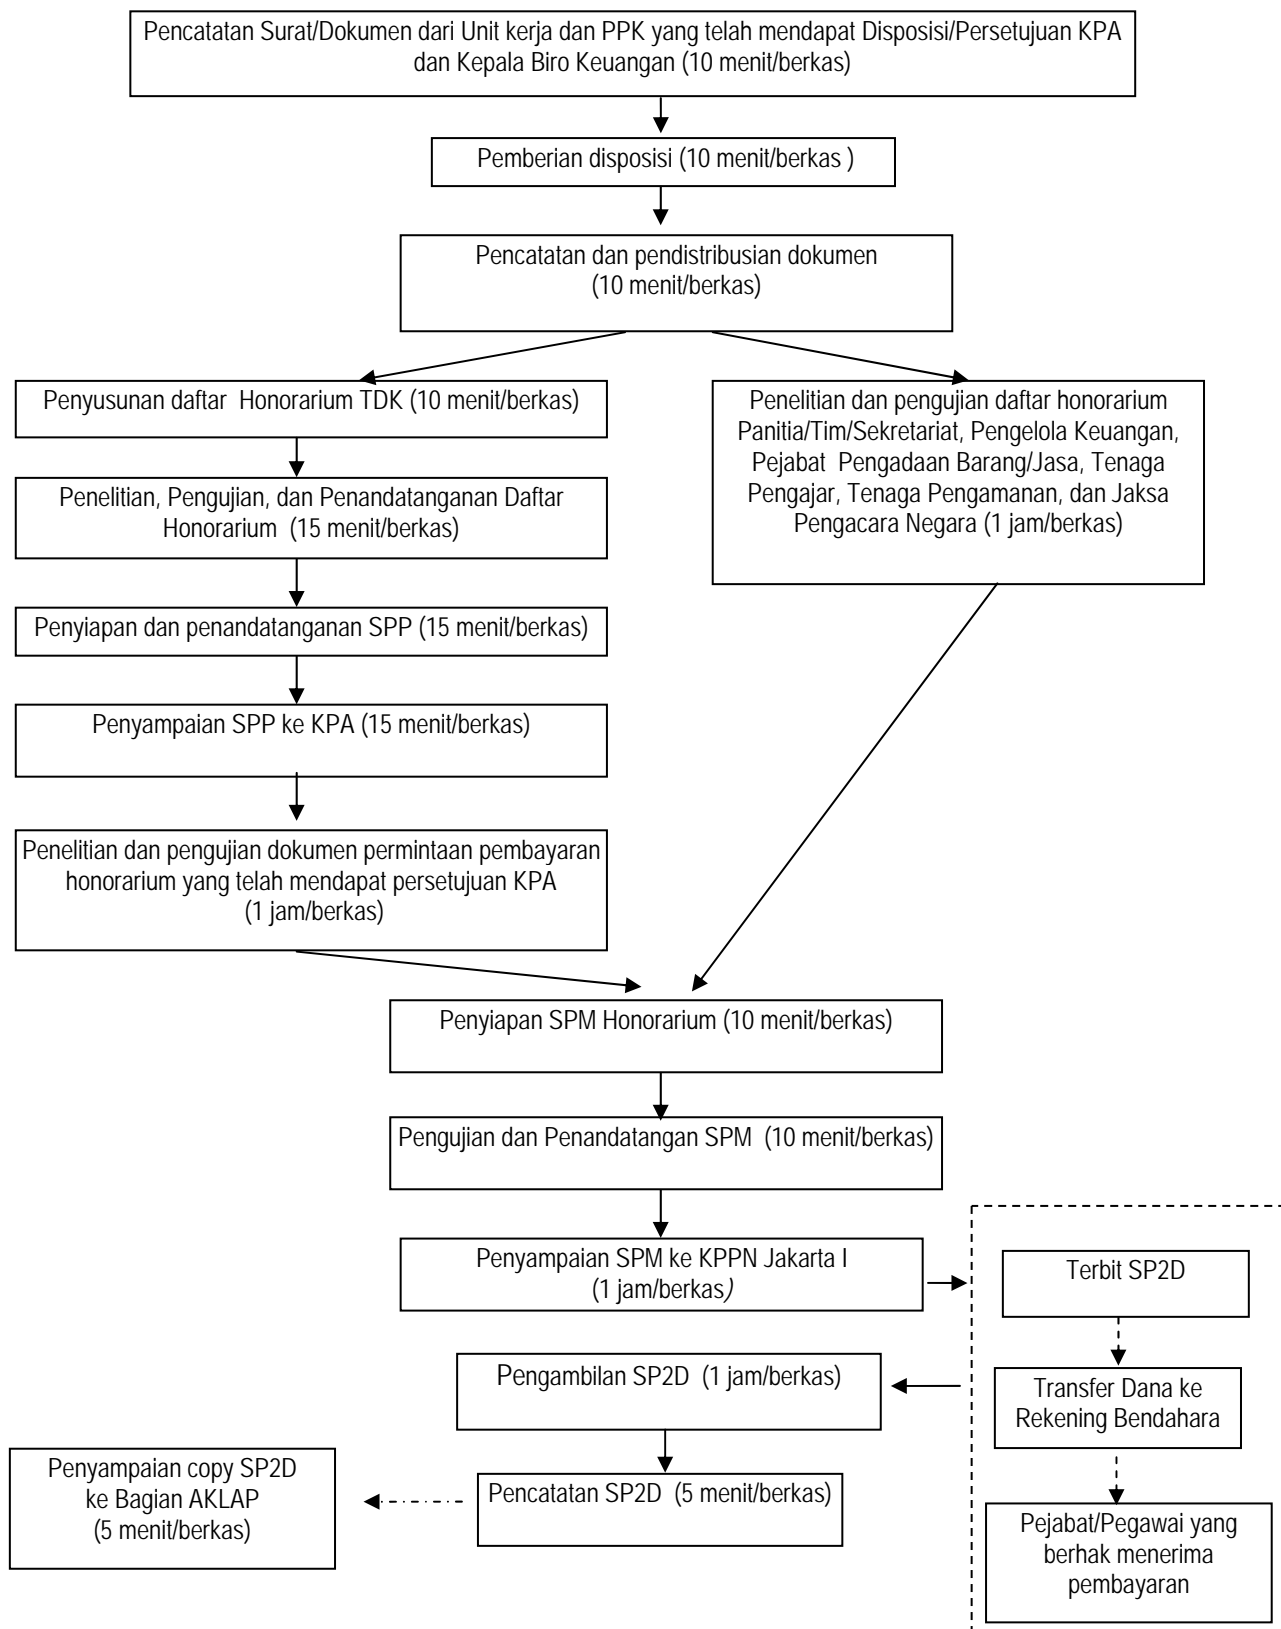 Pencatatan Surat/Dokumen dari Unit kerja dan PPK yang telah mendapat Disposisi/Persetujuan KPA
dan Kepala Biro Keuangan (10 menit/berkas)
Pemberian disposisi (10 menit/berkas )
Pencatatan dan pendistribusian dokumen
(10 menit/berkas)
Penyusunan daftar Honorarium TDK (10 menit/berkas)
Penelitian, Pengujian, dan Penandatanganan Daftar
Honorarium (15 menit/berkas)
Penyiapan dan penandatanganan SPP (15 menit/berkas)
Penyampaian SPP ke KPA (15 menit/berkas)
Penelitian dan pengujian dokumen permintaan pembayaran
honorarium yang telah mendapat persetujuan KPA
(1 jam/berkas)
Penelitian dan pengujian daftar honorarium
Panitia/Tim/Sekretariat, Pengelola Keuangan,
Pejabat Pengadaan Barang/Jasa, Tenaga
Pengajar, Tenaga Pengamanan, dan Jaksa
Pengacara Negara (1 jam/berkas)
Penyiapan SPM Honorarium (10 menit/berkas)
Pengujian dan Penandatangan SPM (10 menit/berkas)
Penyampaian SPM ke KPPN Jakarta I
(1 jam/berkas)
Terbit SP2D
Transfer Dana ke
Rekening Bendahara
Pejabat/Pegawai yang
berhak menerima
pembayaran
Pengambilan SP2D (1 jam/berkas)
Pencatatan SP2D (5 menit/berkas)
Penyampaian copy SP2D
ke Bagian AKLAP
(5 menit/berkas)